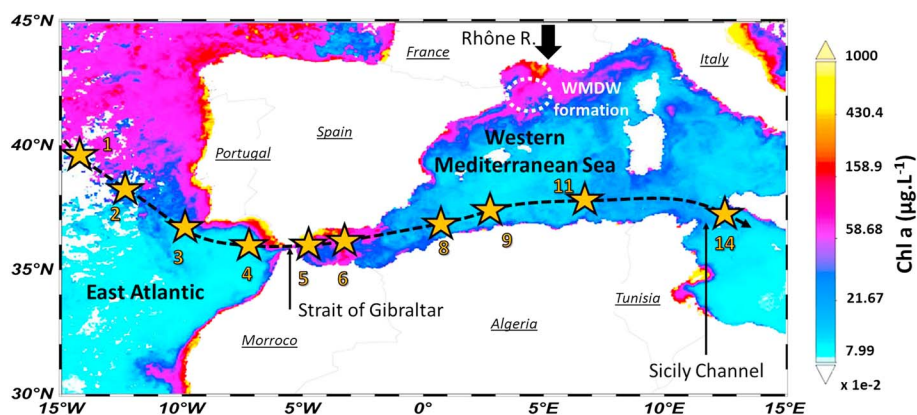 45°N
40°N
35°N
30°N
15°W
10°W
5°W
0°
5°E
10°E
15°E
France
Rhône R.
Italy
WMDW
formation
Spain
Portugal
Western
Mediterranean Sea
1
2
3
4
5
6
8
9
11
14
East Atlantic
Strait of Gibraltar
Morroco
Algeria
Tunisia
Sicily Channel
1000
430.4
158.9
58.68
21.67
7.99
x 1e-2
Chl a (µg.L⁻¹)